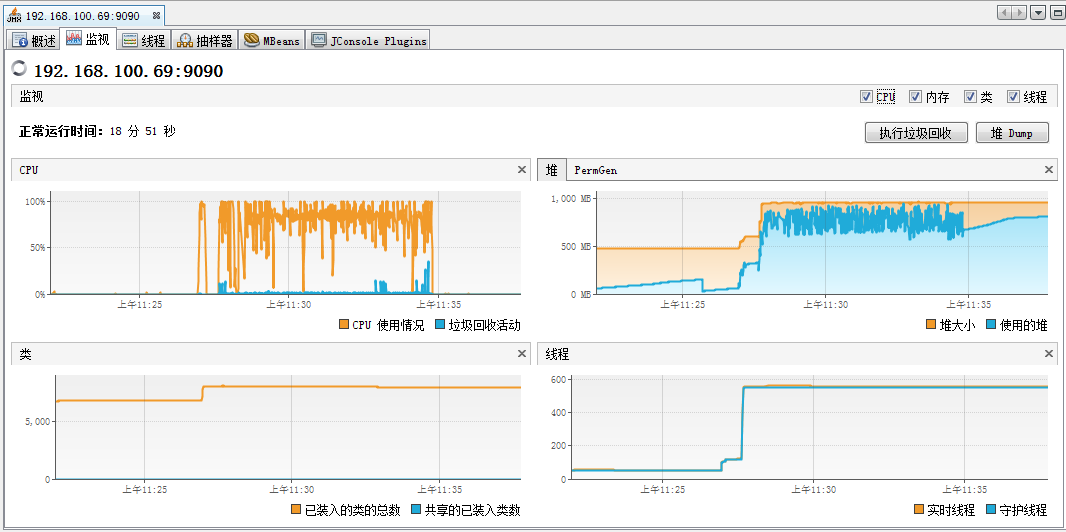 192.168.100.69:9090
概述 监视 线程 抽样器 MBeans JConsole Plugins
192.168.100.69:9090
监视 CPU 内存 类 线程
正常运行时间: 18 分 51 秒 执行垃圾回收 堆 Dump
CPU
100%
50%
0%
上午11:25 上午11:30 上午11:35
CPU 使用情况 垃圾回收活动
堆 PermGen
1,000 MB
500 MB
0 MB
上午11:25 上午11:30 上午11:35
堆大小 使用的堆
类
5,000
0
上午11:25 上午11:30 上午11:35
已装入的类的总数 共享的已装入类数
线程
600
400
200
0
上午11:25 上午11:30 上午11:35
实时线程 守护线程